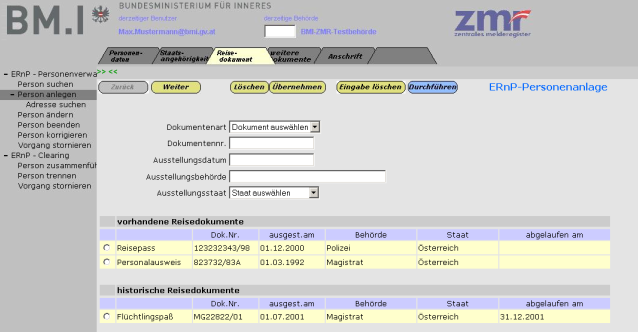 BM.I
BUNDESMINISTERIUM FÜR INNERES
derzeitiger Benutzer
derzeitige Behörde
Max.Mustermann@bmi.gv.at
BMI-ZMR-Testbehörde
zmr
zentrales melderegister
Personen-daten
Staats-angehörigkeit
Reise-dokument
weitere Dokumente
Anschrift
>> <<
Zurück
Weiter
Löschen
Übernehmen
Eingabe löschen
Durchführen
ERnP-Personenanlage
- ERnP - Personenverwa
Person suchen
- Person anlegen
Adresse suchen
Person ändern
Person beenden
Person korrigieren
Vorgang stornieren
- ERnP - Clearing
Person zusammenfüh
Person trennen
Vorgang stornieren
Dokumentenart Dokument auswählen
Dokumentennr.
Ausstellungsdatum
Ausstellungsbehörde
Ausstellungsstaat Staat auswählen
vorhandene Reisedokumente
Dok.Nr. ausgest.am Behörde Staat abgelaufen am
Reisepass 123232343/98 01.12.2000 Polizei Österreich
Personalausweis 823732/83A 01.03.1992 Magistrat Österreich
historische Reisedokumente
Dok.Nr. ausgest.am Behörde Staat abgelaufen am
Flüchtlingspaß MG22822/01 01.07.2001 Magistrat Österreich 31.12.2001